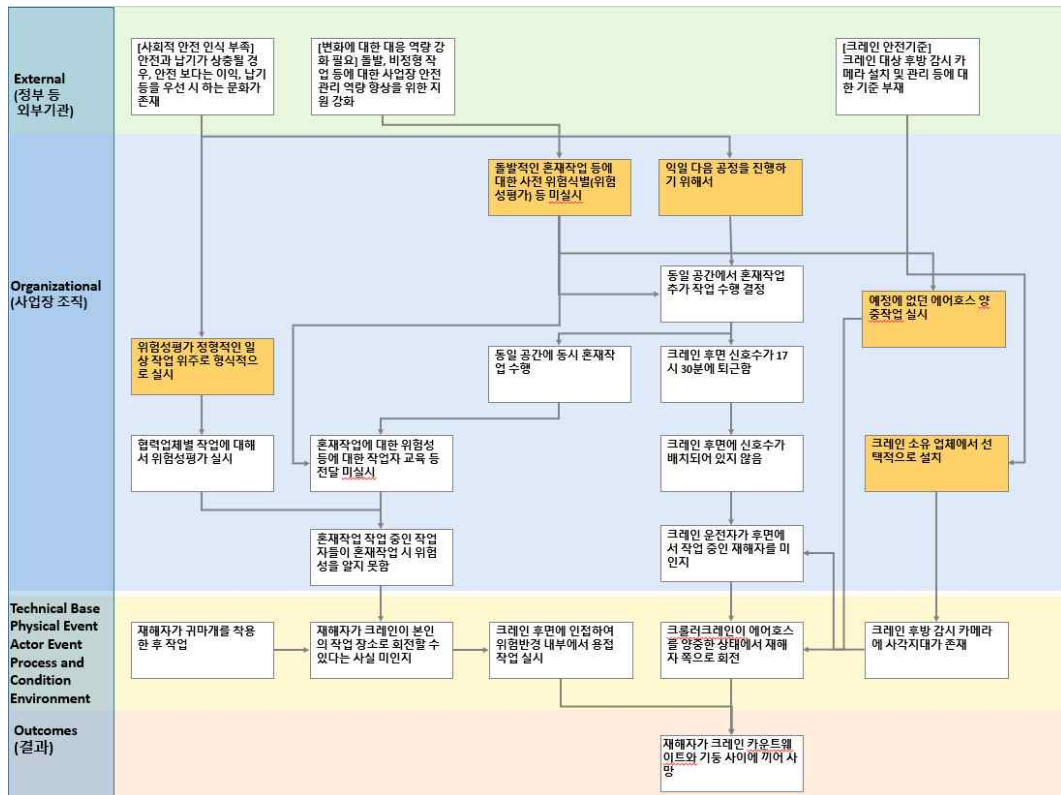 External
(정부 등
외부기관)
[사회적 안전 인식 부족]
안전과 납기가 상충될 경
우, 안전 보다는 이익, 납기
등을 우선 시 하는 문화가
존재
[변화에 대한 대응 역량 강
화 필요] 돌발, 비정형 작
업 등에 대한 사업장 안전
관리 역량 향상을 위한 지
원 강화
[크레인 안전기준]
크레인 대상 후방 감시 카
메라 설치 및 관리 등에 대
한 기준 부재
Organizational
(사업장 조직)
돌발적인 혼재작업 등에
대한 사전 위험식별(위험
성평가) 등 미실시
익일 다음 공정을 진행하
기 위해서
동일 공간에서 혼재작업
추가 작업 수행 결정
예정에 없던 에어호스 양
중작업 실시
위험성평가 정형적인 일
상 작업 위주로 형식적으
로 실시
동일 공간에 동시 혼재작
업 수행
크레인 후면 신호수가 17
시 30분에 퇴근함
협력업체별 작업에 대해
서 위험성평가 실시
혼재작업에 대한 위험성
등에 대한 작업자 교육 등
전달 미실시
크레인 후면에 신호수가
배치되어 있지 않음
크레인 소유 업체에서 선
택적으로 설치
혼재작업 작업 중인 작업
자들이 혼재작업 시 위험
성을 알지 못함
크레인 운전자가 후면에
서 작업 중인 재해자를 미
인지
Technical Base
Physical Event
Actor Event
Process and
Condition
Environment
재해자가 귀마개를 착용
한 후 작업
재해자가 크레인이 본인
의 작업 장소로 회전할 수
있다는 사실 미인지
크레인 후면에 인접하여
위험반경 내부에서 용접
작업 실시
크롤러크레인이 에어호스
를 양중한 상태에서 재해
자 쪽으로 회전
크레인 후방 감시 카메라
에 사각지대가 존재
Outcomes
(결과)
재해자가 크레인 카운트웨
이트와 기둥 사이에 끼어 사
망